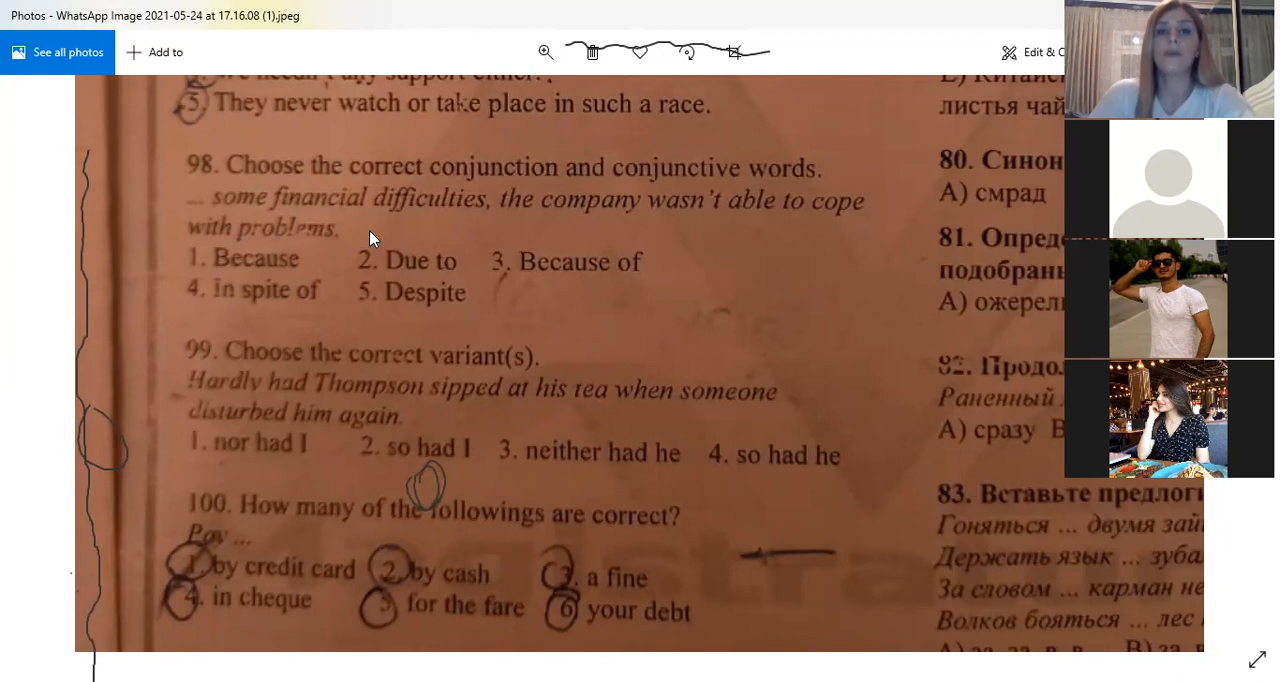 Photos - WhatsApp Image 2021-05-24 at 17.16.08 (1).jpeg
See all photos
Add to
Edit & C
any support either.
5. They never watch or take place in such a race.
98. Choose the correct conjunction and conjunctive words.
... some financial difficulties, the company wasn't able to cope
with problems.
1. Because 2. Due to 3. Because of
4. in spite of 5. Despite
99. Choose the correct variant(s).
Hardly had Thompson sipped at his tea when someone
disturbed him again.
1. nor had I 2. so had I 3. neither had he 4. so had he
100. How many of the followings are correct?
Pay ...
1. by credit card 2. by cash 3. a fine
4. in cheque 5. for the fare 6. your debt
листья чай
80. Синон
А) смрад
81. Опред
подобраны
А) ожерел
82. Продо
Раненный
А) сразу В
83. Вставьте предлоги
Гоняться ... двумя зай
Держать язык ... зуба
За словом ... карман не
Волков бояться ... лес